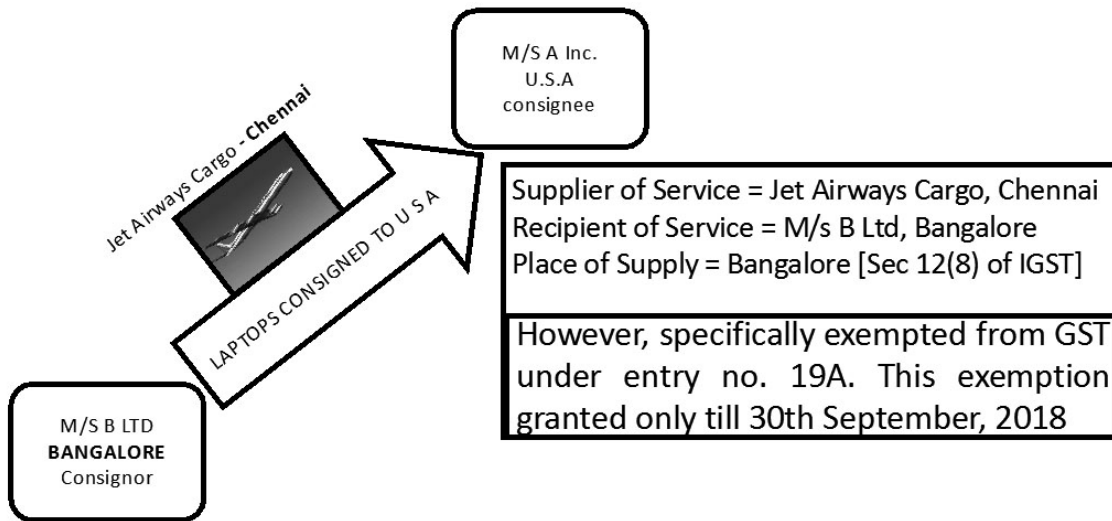 M/S A Inc.
U.S.A
consignee
Jet Airways Cargo - Chennai
LAPTOPS CONSIGNED TO U S A
M/S B LTD
BANGALORE
Consignor
Supplier of Service = Jet Airways Cargo, Chennai
Recipient of Service = M/s B Ltd, Bangalore
Place of Supply = Bangalore [Sec 12(8) of IGST]
However, specifically exempted from GST
under entry no. 19A. This exemption
granted only till 30th September, 2018